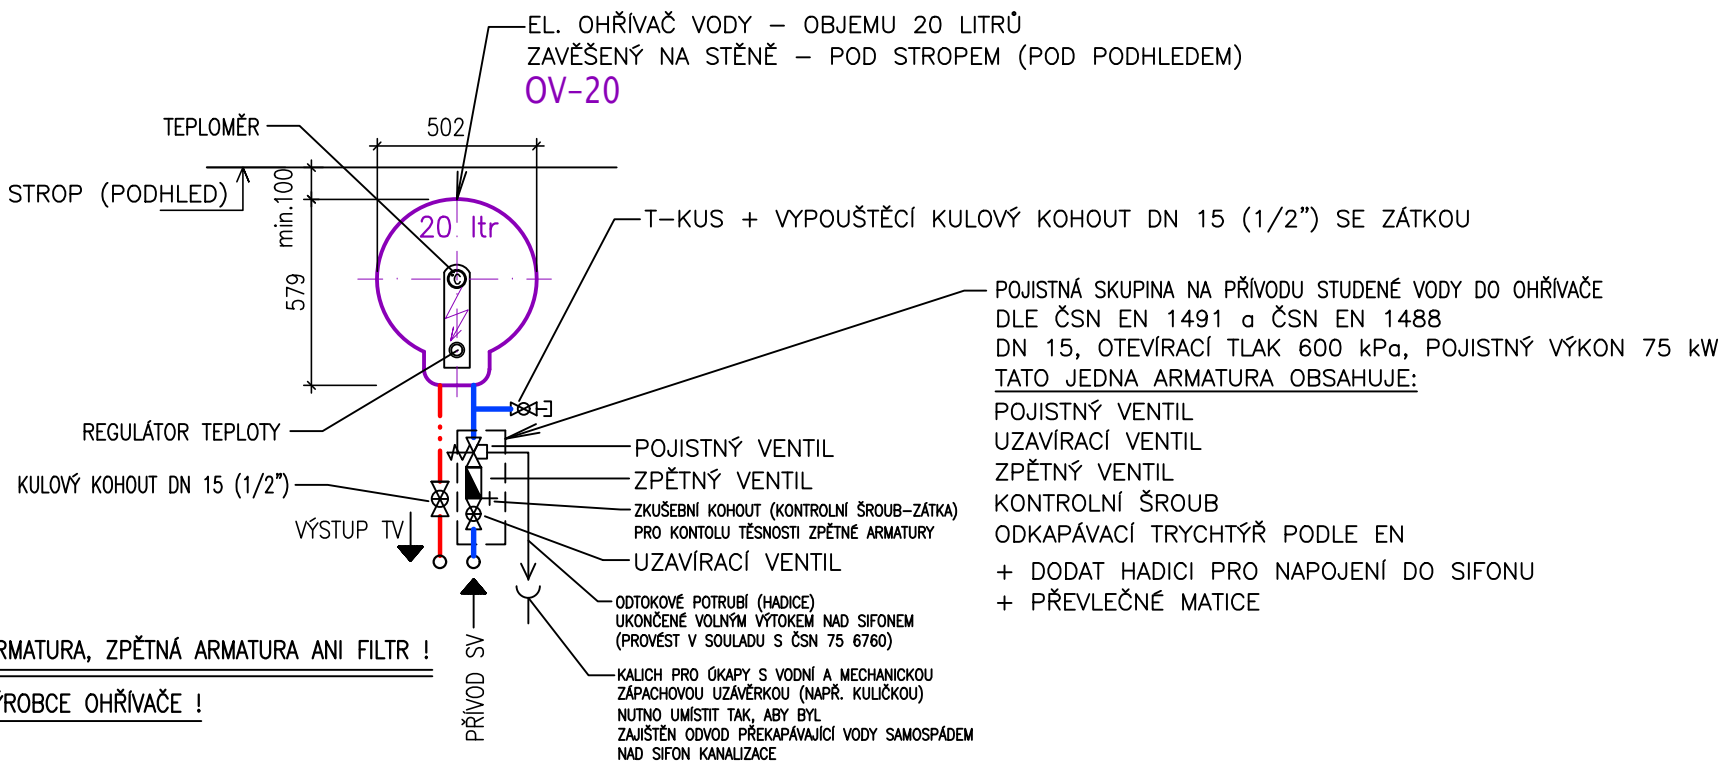 EL. OHŘÍVAČ VODY – OBJEMU 20 LITRŮ
ZAVĚŠENÝ NA STĚNĚ – POD STROPEM (POD PODHLEDEM)
OV–20
TEPLOMĚR
502
STROP (PODHLED)
min.100
579
20 ltr
°C
T–KUS + VYPOUŠTĚCÍ KULOVÝ KOHOUT DN 15 (1/2”) SE ZÁTKOU
POJISTNÁ SKUPINA NA PŘÍVODU STUDENÉ VODY DO OHŘÍVAČE
DLE ČSN EN 1491 a ČSN EN 1488
DN 15, OTEVÍRACÍ TLAK 600 kPa, POJISTNÝ VÝKON 75 kW
TATO JEDNA ARMATURA OBSAHUJE:
POJISTNÝ VENTIL
UZAVÍRACÍ VENTIL
ZPĚTNÝ VENTIL
KONTROLNÍ ŠROUB
ODKAPÁVACÍ TRYCHTÝŘ PODLE EN
+ DODAT HADICI PRO NAPOJENÍ DO SIFONU
+ PŘEVLEČNÉ MATICE
REGULÁTOR TEPLOTY
KULOVÝ KOHOUT DN 15 (1/2”)
VÝSTUP TV
POJISTNÝ VENTIL
ZPĚTNÝ VENTIL
ZKUŠEBNÍ KOHOUT (KONTROLNÍ ŠROUB–ZÁTKA)
PRO KONTOLU TĚSNOSTI ZPĚTNÉ ARMATURY
UZAVÍRACÍ VENTIL
ODTOKOVÉ POTRUBÍ (HADICE)
UKONČENÉ VOLNÝM VÝTOKEM NAD SIFONEM
(PROVÉST V SOULADU S ČSN 75 6760)
KALICH PRO ÚKAPY S VODNÍ A MECHANICKOU
ZÁPACHOVOU UZÁVĚRKOU (NAPŘ. KULIČKOU)
NUTNO UMÍSTIT TAK, ABY BYL
ZAJIŠTĚN ODVOD PŘEKAPÁVAJÍCÍ VODY SAMOSPÁDEM
NAD SIFON KANALIZACE
PŘÍVOD SV
RMATURA, ZPĚTNÁ ARMATURA ANI FILTR !
ÝROBCE OHŘÍVAČE !